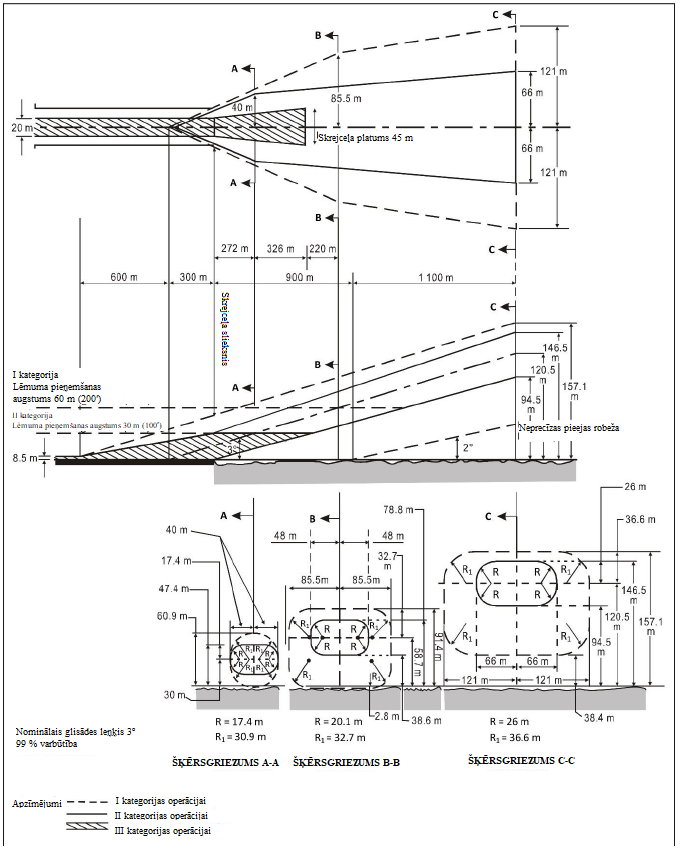 C
B
A
40 m
85.5 m
121 m
66 m
20 m
Skrejceļa platums 45 m
66 m
121 m
A
B
272 m
326 m
220 m
C
600 m
300 m
900 m
1 100 m
Skrejceļa slieksnis
C
I kategorija
Lēmuma pieņemšanas
augstums 60 m (200')
II kategorija
Lēmuma pieņemšanas augstums 30 m (100')
B
A
146.5
m
120.5
m
157.1
m
94.5
m
Neprecīzas pieejas robeža
8.5 m
3°
2"
A
B
C
40 m
17.4 m
47.4 m
60.9 m
30 m
R1 R1
R R
R R
R1 R1
48 m
48 m
78.8 m
32.7
m
85.5m
85.5m
R1
R R
R R
R1
58.7 m
91.4 m
2.8 m
38.6 m
26 m
36.6 m
R1
R R
R R
R1
R1
R1
146.5
m
120.5
m
157.1
m
94.5
m
66 m
66 m
121 m
121 m
38.4 m
R = 17.4 m
R1 = 30.9 m
R = 20.1 m
R1 = 32.7 m
R = 26 m
R1 = 36.6 m
Nominālais glisādes leņķis 3°
99 % varbūtība
ŠĶĒRSGRIEZUMS A-A
ŠĶĒRSGRIEZUMS B-B
ŠĶĒRSGRIEZUMS C-C
Apzīmējumi
I kategorijas operācijai
II kategorijas operācijai
III kategorijas operācijai